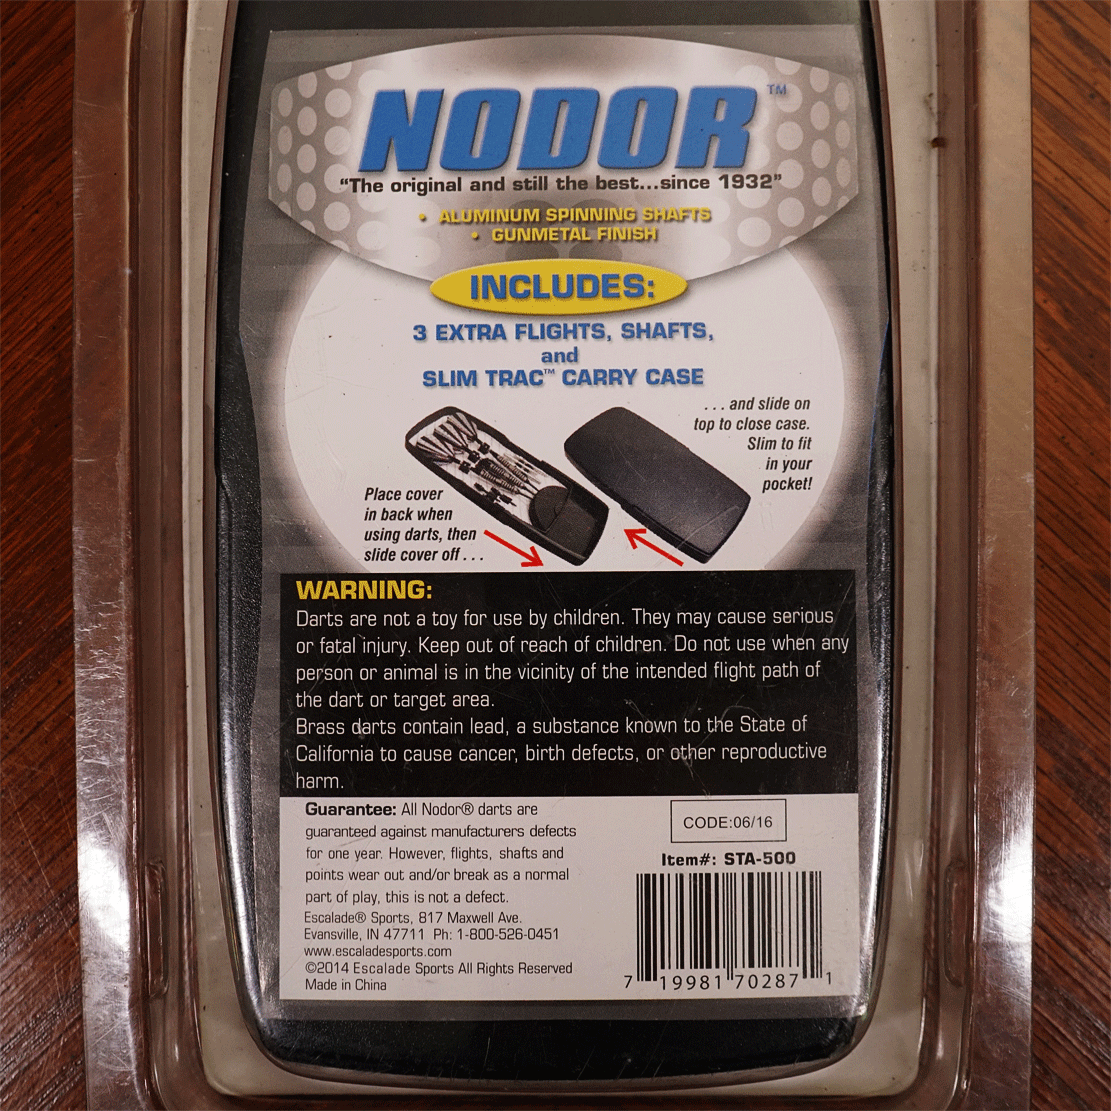 NODOR™
“The original and still the best...since 1932”
• ALUMINUM SPINNING SHAFTS
• GUNMETAL FINISH
INCLUDES:
3 EXTRA FLIGHTS, SHAFTS,
and
SLIM TRAC™ CARRY CASE
. . . and slide on
top to close case.
Slim to fit
in your
pocket!
Place cover
in back when
using darts, then
slide cover off . . .
WARNING:
Darts are not a toy for use by children. They may cause serious
or fatal injury. Keep out of reach of children. Do not use when any
person or animal is in the vicinity of the intended flight path of
the dart or target area.
Brass darts contain lead, a substance known to the State of
California to cause cancer, birth defects, or other reproductive
harm.
Guarantee: All Nodor® darts are
guaranteed against manufacturers defects
for one year. However, flights, shafts and
points wear out and/or break as a normal
part of play, this is not a defect.
Escalade® Sports, 817 Maxwell Ave.
Evansville, IN 47711 Ph: 1-800-526-0451
www.escaladesports.com
©2014 Escalade Sports All Rights Reserved
Made in China
CODE:06/16
Item#: STA-500
7 19981 70287 1